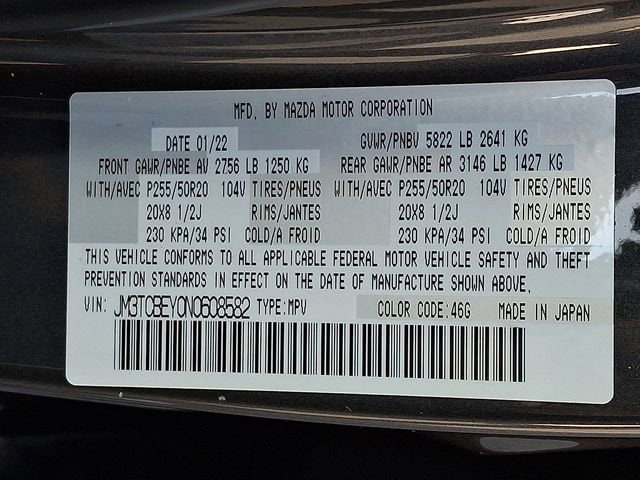 MFD. BY MAZDA MOTOR CORPORATION
DATE 01/22 GVWR/PNBV 5822 LB 2641 KG
FRONT GAWR/PNBE AV 2756 LB 1250 KG REAR GAWR/PNBE AR 3146 LB 1427 KG
WITH/AVEC P255/50R20 104V TIRES/PNEUS WITH/AVEC P255/50R20 104V TIRES/PNEUS
20X8 1/2J RIMS/JANTES 20X8 1/2J RIMS/JANTES
230 KPA/34 PSI COLD/A FROID 230 KPA/34 PSI COLD/A FROID
THIS VEHICLE CONFORMS TO ALL APPLICABLE FEDERAL MOTOR VEHICLE SAFETY AND THEFT
PREVENTION STANDARDS IN EFFECT ON THE DATE OF MANUFACTURE SHOWN ABOVE.
VIN: JM3TCBEY0N0608582 TYPE:MPV COLOR CODE:46G MADE IN JAPAN